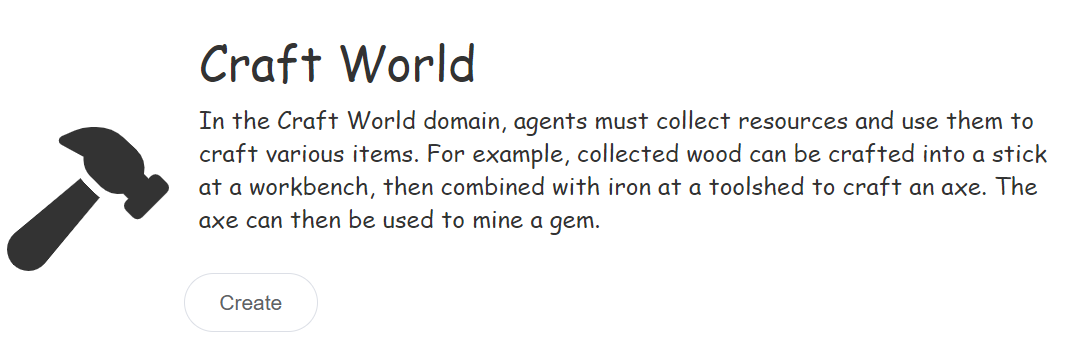 Craft World
In the Craft World domain, agents must collect resources and use them to
craft various items. For example, collected wood can be crafted into a stick
at a workbench, then combined with iron at a toolshed to craft an axe. The
axe can then be used to mine a gem.
Create